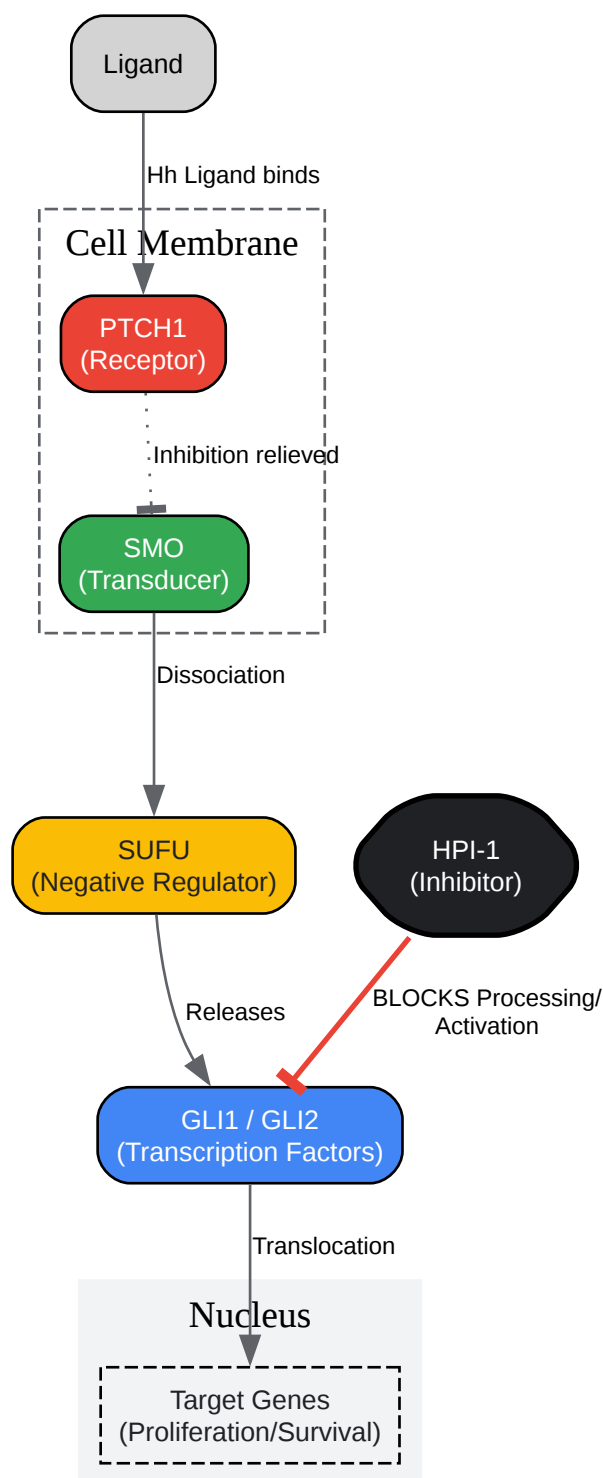 Ligand
Hh Ligand binds
Cell Membrane
PTCH1
(Receptor)
Inhibition relieved
SMO
(Transducer)
Dissociation
SUFU
(Negative Regulator)
HPI-1
(Inhibitor)
Releases
BLOCKS Processing/
Activation
GLI1 / GLI2
(Transcription Factors)
Translocation
Nucleus
Target Genes
(Proliferation/Survival)